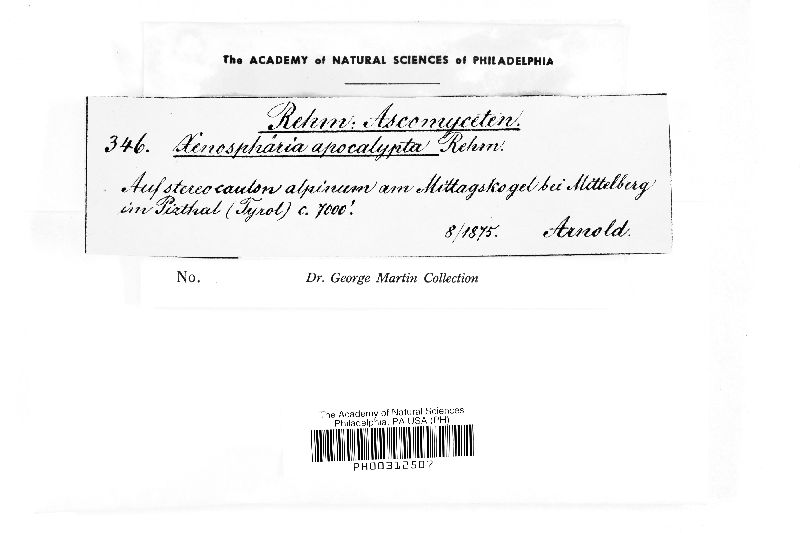 The ACADEMY of NATURAL SCIENCES of PHILADELPHIA
Rehm: Ascomyceten.
346. Xenosphäria apocalypta Rehm.
Auf stereocaulon alpinum am Mittagskogel bei Mittelberg
im Pizthal (Tyrol) c. 7000'.
8/1875. Arnold.
No. Dr. George Martin Collection
The Academy of Natural Sciences
Philadelphia, PA USA (PH)
PH00312507